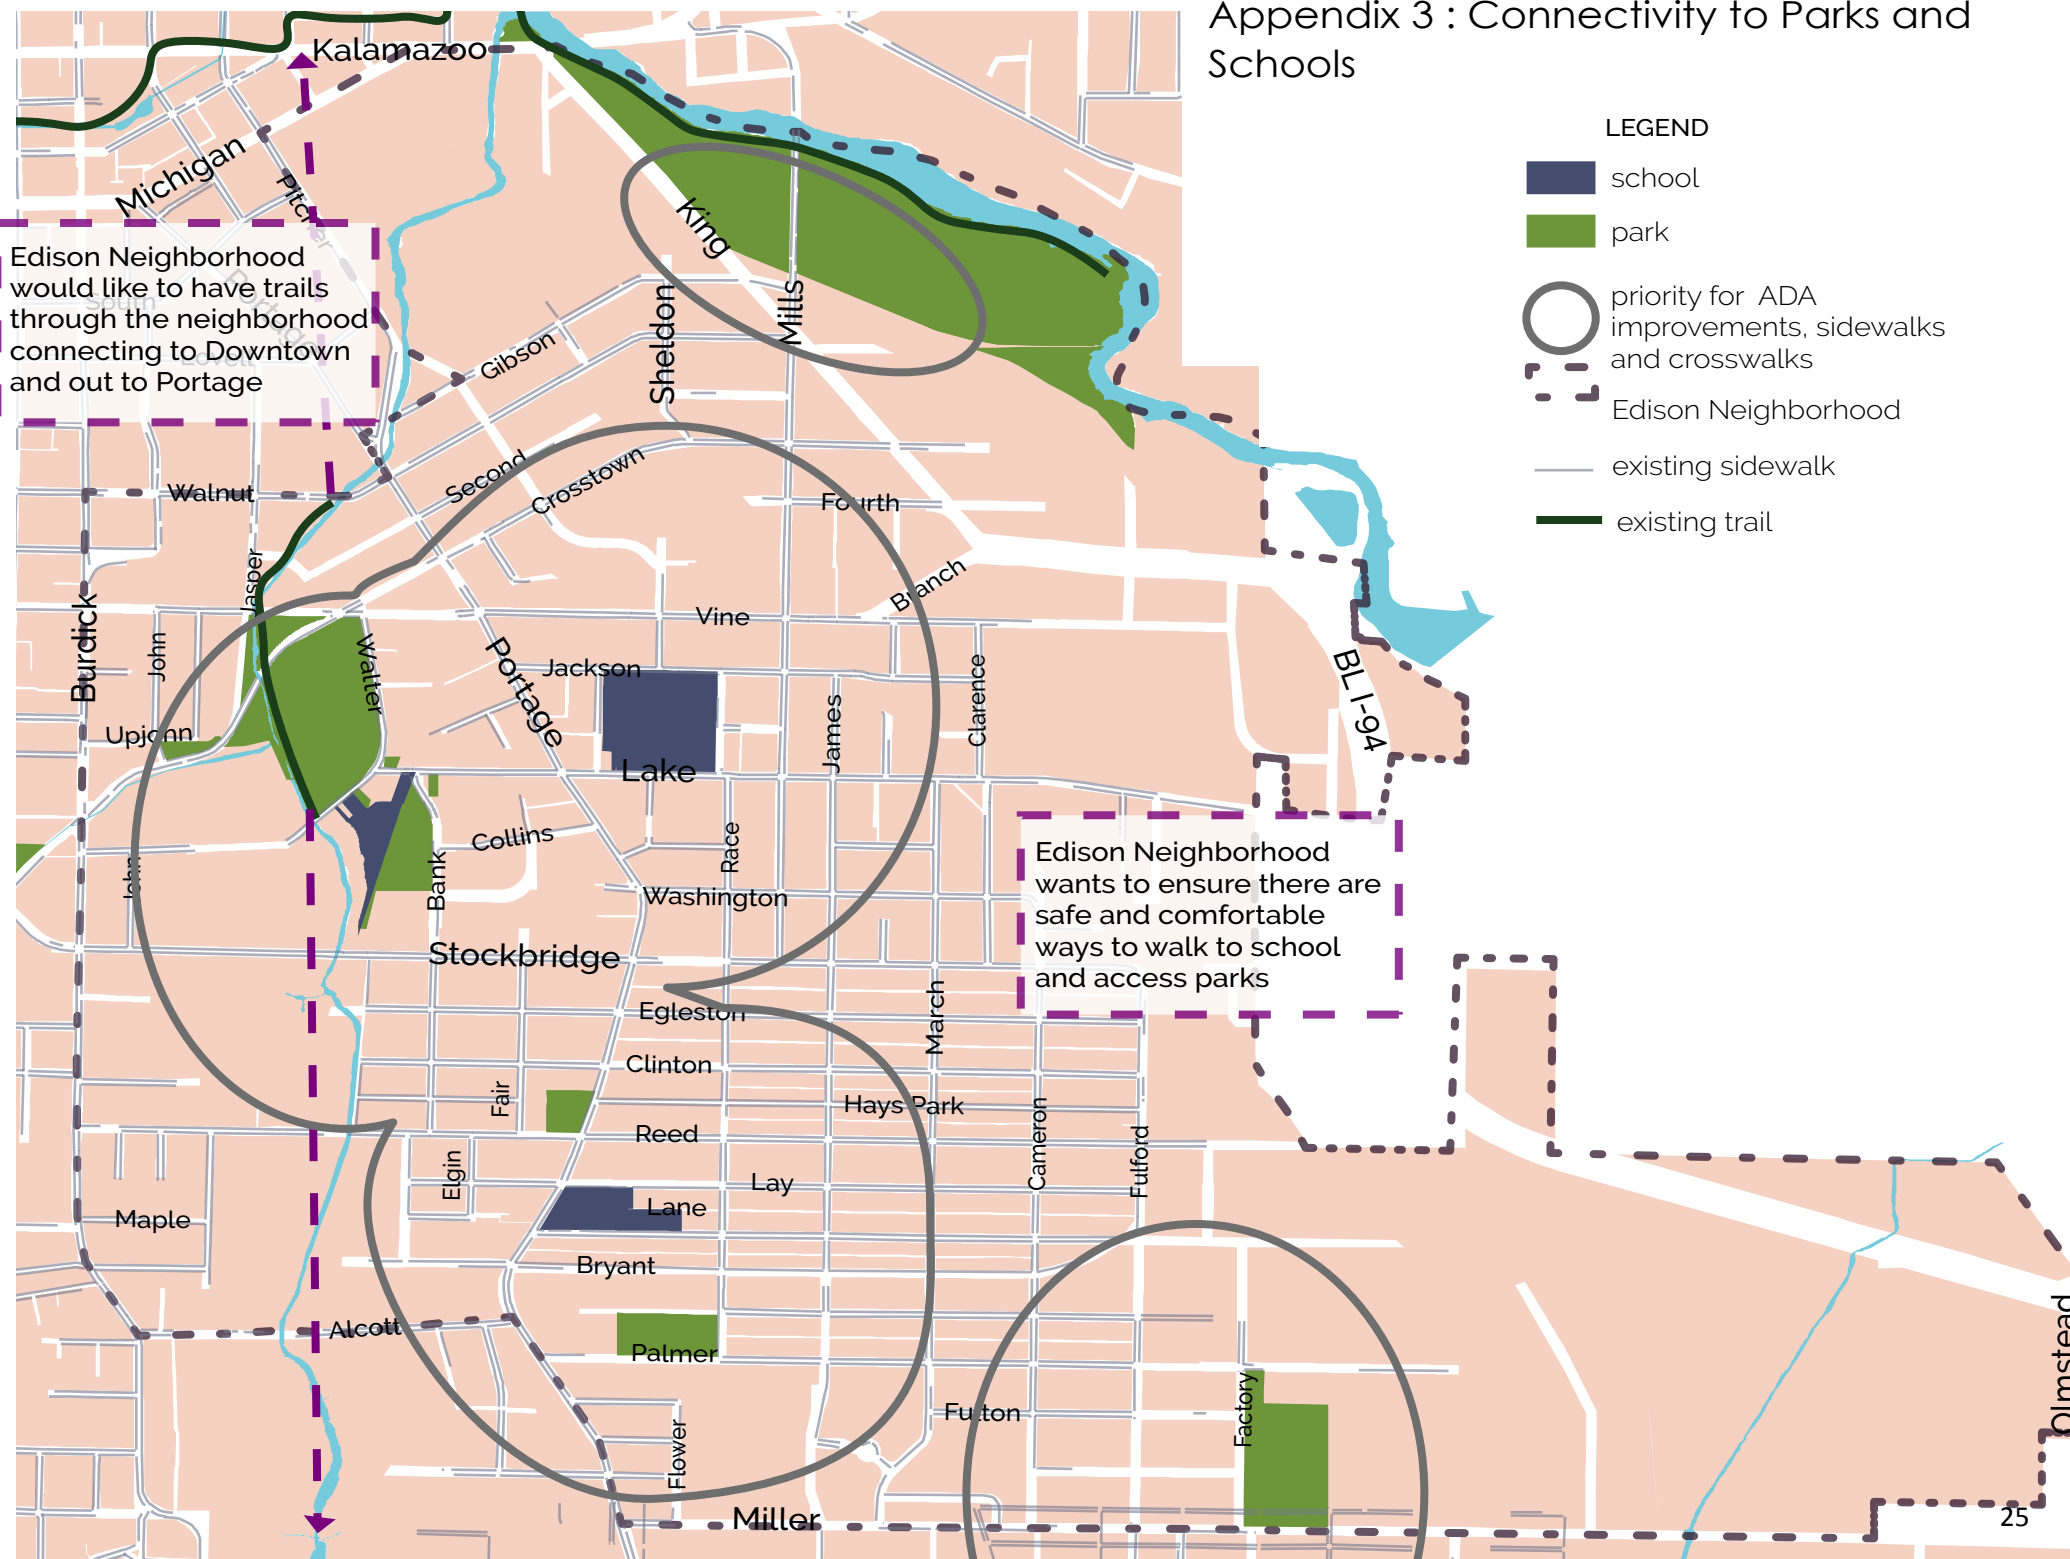 Appendix 3 : Connectivity to Parks and
Schools
LEGEND
school
park
priority for ADA
improvements, sidewalks
and crosswalks
Edison Neighborhood
existing sidewalk
existing trail
Kalamazoo
Michigan
Pitcher
King
Edison Neighborhood
would like to have trails
through the neighborhood
connecting to Downtown
and out to Portage
South
Portage
Lovell
Gibson
Sheldon
Mills
Walnut
Second
Crosstown
Fourth
Jasper
Branch
Burdick
John
Walter
Vine
Portage
Jackson
Clarence
BL I-94
James
Upjohn
Lake
Collins
Race
Bank
John
Washington
Edison Neighborhood
wants to ensure there are
safe and comfortable
ways to walk to school
and access parks
Stockbridge
Egleston
March
Clinton
Fair
Hays Park
Cameron
Reed
Fulford
Elgin
Lay
Lane
Maple
Bryant
Alcott
Palmer
Olmstead
Factory
Fulton
Flower
Miller
25